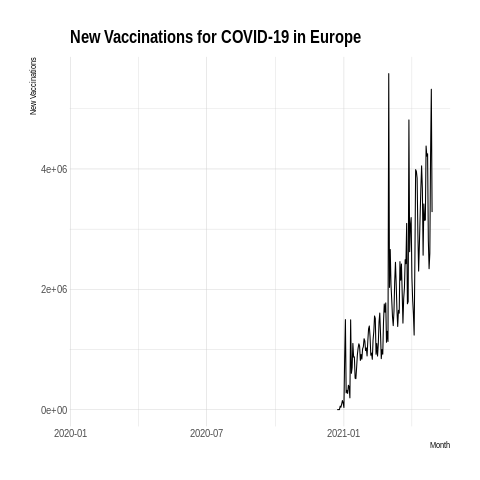 New Vaccinations for COVID-19 in Europe
New Vaccinations
4e+06
2e+06
0e+00
2020-01 2020-07 2021-01
Month